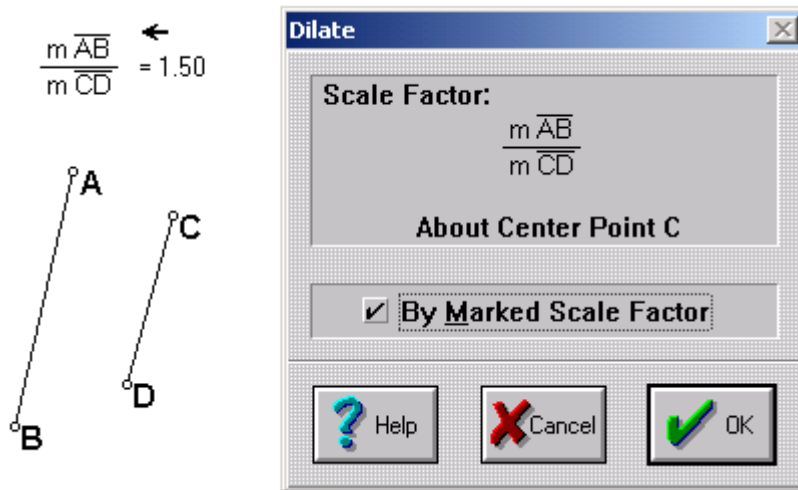 m AB
m CD
= 1.50
A
C
D
B
Dilate
Scale Factor:
m AB
m CD
About Center Point C
By Marked Scale Factor
Help
Cancel
OK